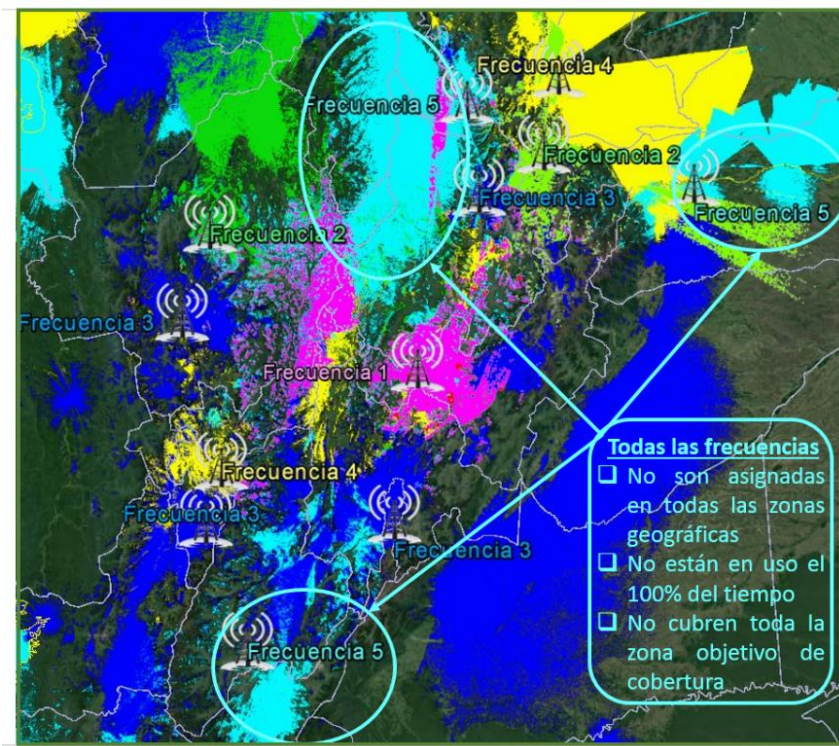 Frecuencia 4
Frecuencia 5
Frecuencia 2
Frecuencia 3
Frecuencia 5
Frecuencia 2
Frecuencia 3
Frecuencia 1
Frecuencia 4
Frecuencia 3
Frecuencia 3
Frecuencia 5
Todas las frecuencias
❑ No son asignadas
en todas las zonas
geográficas
❑ No están en uso el
100% del tiempo
❑ No cubren toda la
zona objetivo de
cobertura